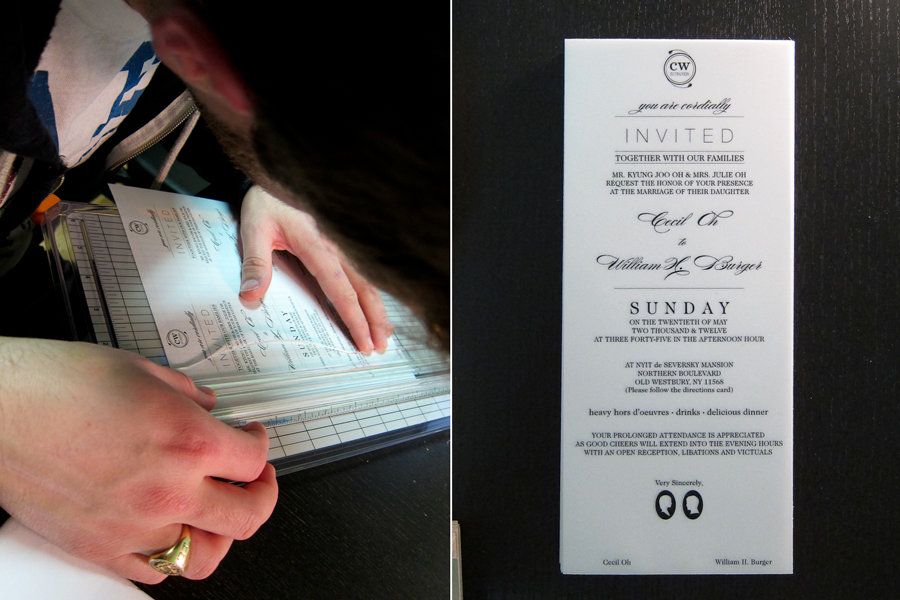 INVITED
INVITED
SUNDAY
CW
you are cordially
INVITED
TOGETHER WITH OUR FAMILIES
MR. KYUNG JOO OH & MRS. JULIE OH
REQUEST THE HONOR OF YOUR PRESENCE
AT THE MARRIAGE OF THEIR DAUGHTER
Cecil Oh
to
William H. Burger
SUNDAY
ON THE TWENTIETH OF MAY
TWO THOUSAND & TWELVE
AT THREE FORTY-FIVE IN THE AFTERNOON HOUR
AT NYIT de SEVERSKY MANSION
NORTHERN BOULEVARD
OLD WESTBURY, NY 11568
(Please follow the directions card)
heavy hors d'oeuvres • drinks • delicious dinner
YOUR PROLONGED ATTENDANCE IS APPRECIATED
AS GOOD CHEERS WILL EXTEND INTO THE EVENING HOURS
WITH AN OPEN RECEPTION, LIBATIONS AND VICTUALS
Very Sincerely,
Cecil Oh
William H. Burger